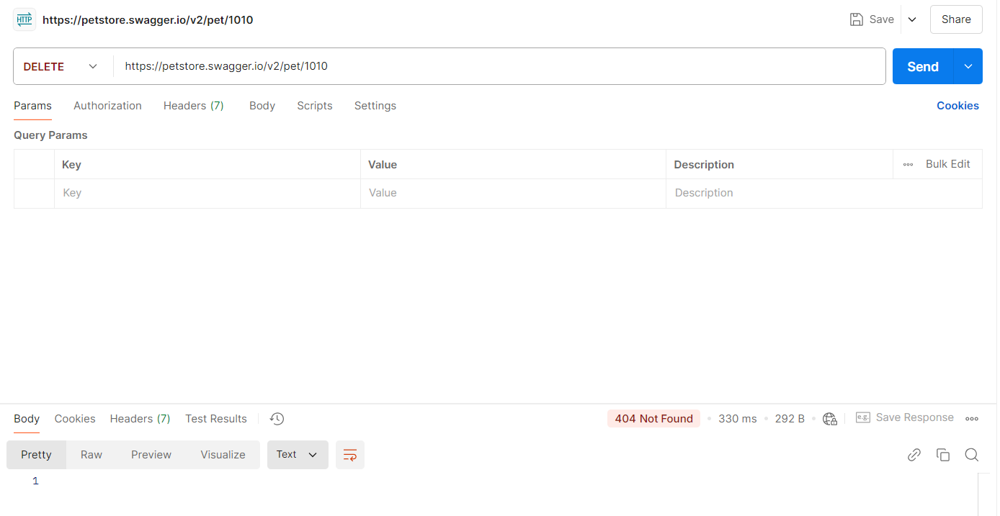 HTTP https://petstore.swagger.io/v2/pet/1010 Save Share
DELETE https://petstore.swagger.io/v2/pet/1010 Send
Params Authorization Headers (7) Body Scripts Settings Cookies
Query Params
Key Value Description Bulk Edit
Key Value Description
Body Cookies Headers (7) Test Results 404 Not Found 330 ms 292 B e.g. Save Response
Pretty Raw Preview Visualize Text
1